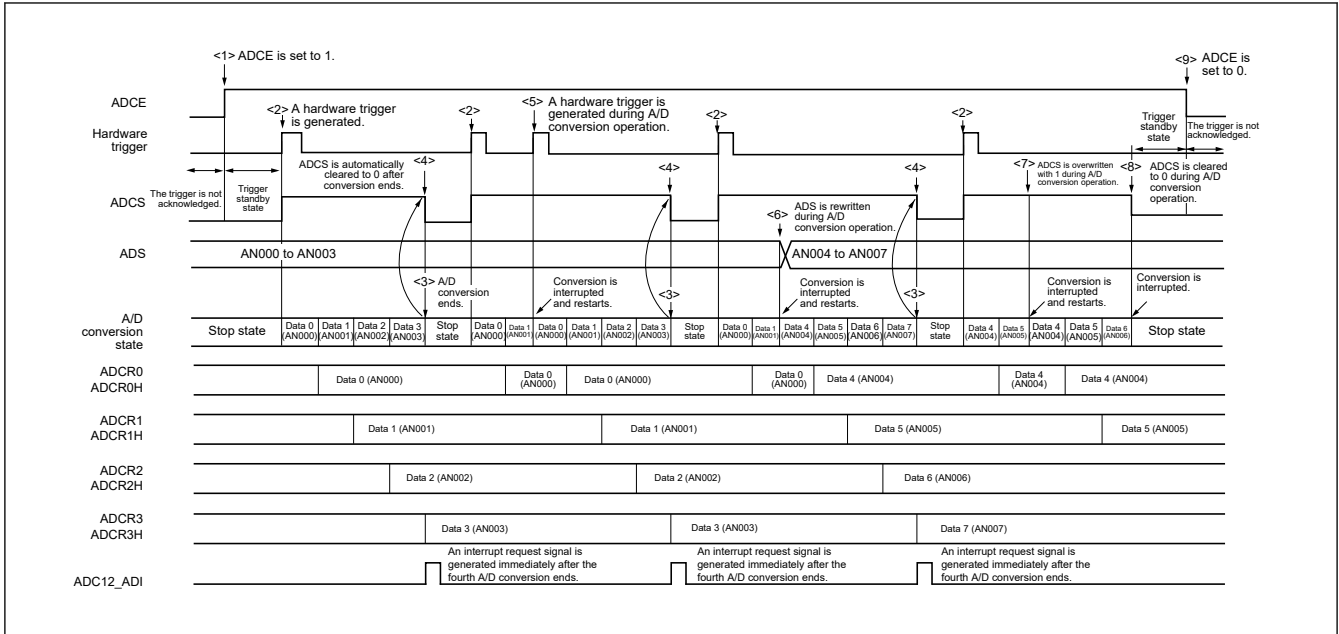 <1> ADCE is set to 1.
<9> ADCE is
set to 0.
ADCE
<2> A hardware trigger
is generated.
<2>
<5> A hardware trigger is
generated during A/D
conversion operation.
<2>
<2>
Trigger
standby
state
The trigger is not
acknowledged.
Hardware
trigger
ADCS is automatically
cleared to 0 after
conversion ends.
<4>
<4>
<4>
<7> ADCS is overwritten
with 1 during A/D
conversion operation.
<8>
ADCS is cleared
to 0 during A/D
conversion
operation.
ADCS
The trigger is not
acknowledged.
Trigger
standby
state
<6>
ADS is rewritten
during A/D
conversion operation.
ADS
AN000 to AN003
AN004 to AN007
<3> A/D
conversion
ends.
Conversion is
interrupted
and restarts.
<3>
Conversion is
interrupted
and restarts.
<3>
Conversion is
interrupted
and restarts.
Conversion is
interrupted.
A/D
conversion
state
Stop state
Data 0
(AN000)
Data 1
(AN001)
Data 2
(AN002)
Data 3
(AN003)
Stop
state
Data 0
(AN000)
Data 1
(AN001)
Data 0
(AN000)
Data 1
(AN001)
Data 2
(AN002)
Data 3
(AN003)
Stop
state
Data 0
(AN000)
Data 1
(AN001)
Data 4
(AN004)
Data 5
(AN005)
Data 6
(AN006)
Data 7
(AN007)
Stop
state
Data 4
(AN004)
Data 5
(AN005)
Data 4
(AN004)
Data 5
(AN005)
Data 6
(AN006)
Stop state
ADCR0
ADCR0H
Data 0 (AN000)
Data 0
(AN000)
Data 0 (AN000)
Data 0
(AN000)
Data 4 (AN004)
Data 4
(AN004)
Data 4 (AN004)
ADCR1
ADCR1H
Data 1 (AN001)
Data 1 (AN001)
Data 5 (AN005)
Data 5 (AN005)
ADCR2
ADCR2H
Data 2 (AN002)
Data 2 (AN002)
Data 6 (AN006)
ADCR3
ADCR3H
Data 3 (AN003)
Data 3 (AN003)
Data 7 (AN007)
ADC12_ADI
An interrupt request signal is
generated immediately after the
fourth A/D conversion ends.
An interrupt request signal is
generated immediately after the
fourth A/D conversion ends.
An interrupt request signal is
generated immediately after the
fourth A/D conversion ends.